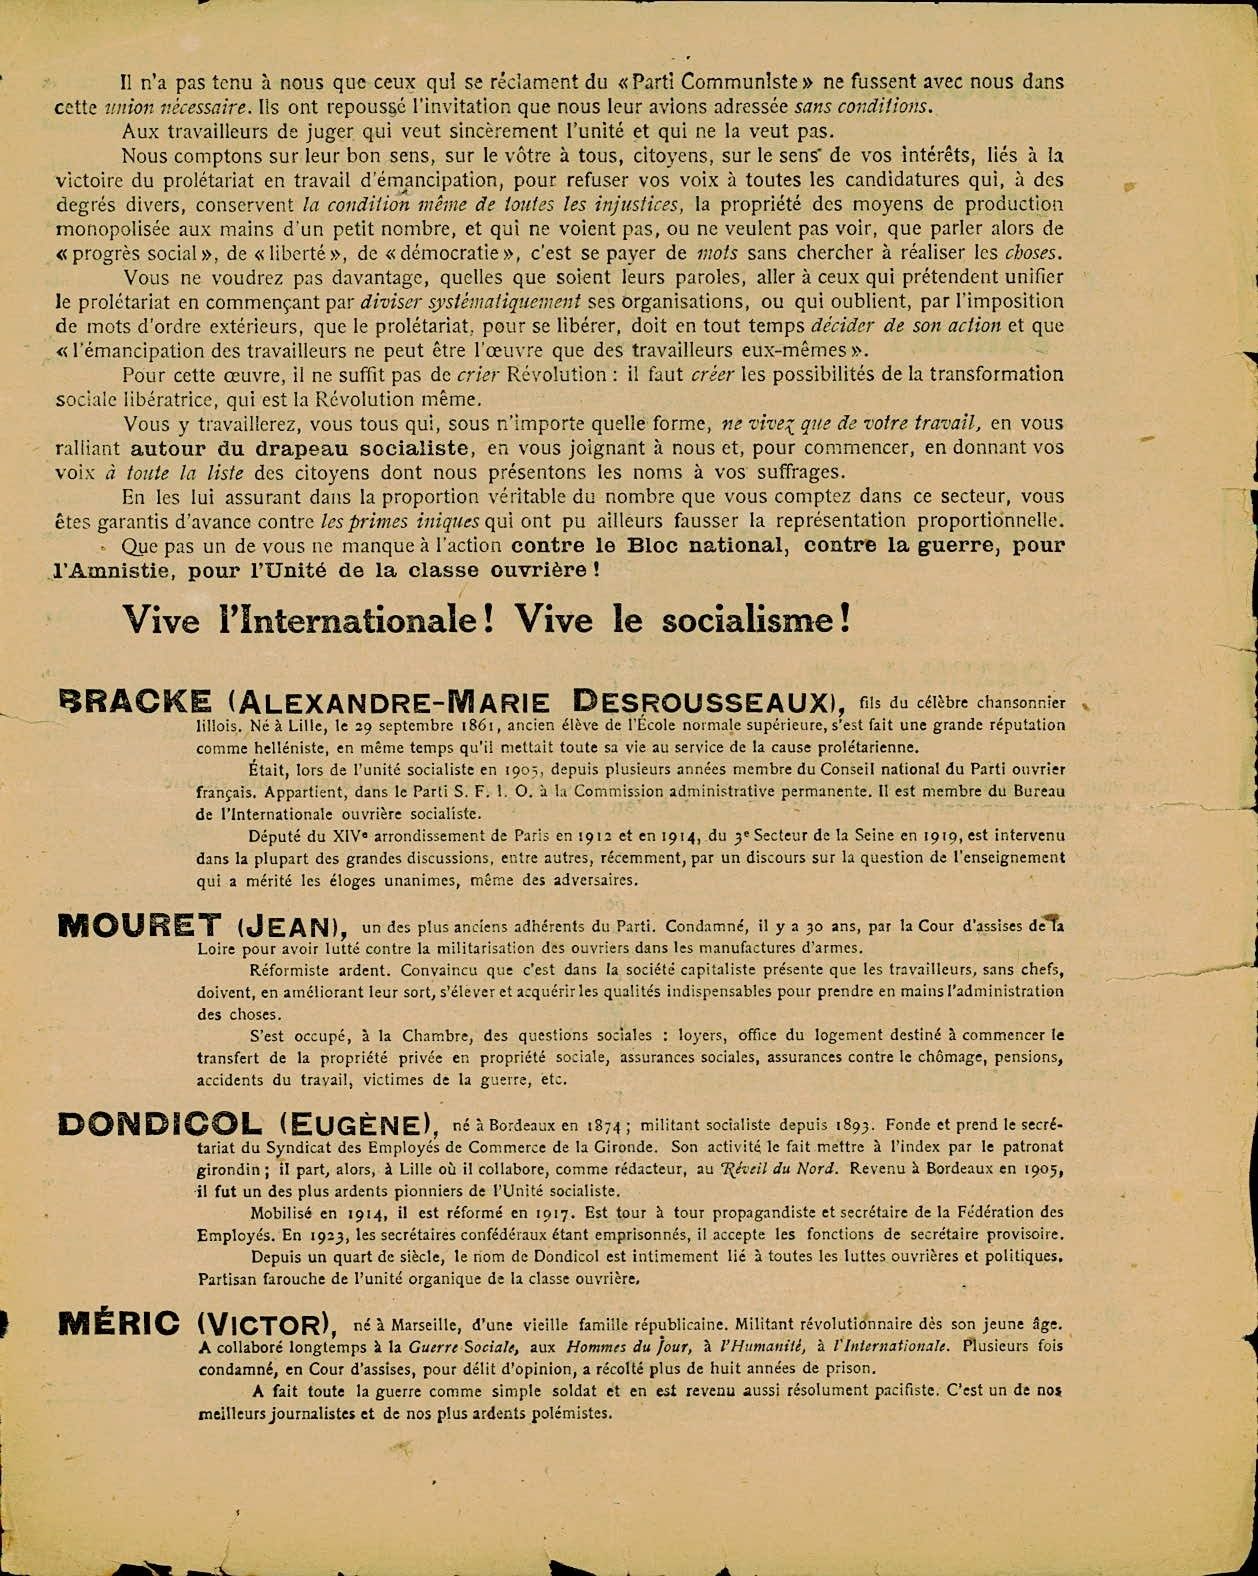 Il n'a pas tenu à nous que ceux qui se réclament du « Parti Communiste » ne fussent avec nous dans
cette union nécessaire. Ils ont repoussé l'invitation que nous leur avions adressée sans conditions.
Aux travailleurs de juger qui veut sincèrement l'unité et qui ne la veut pas.
Nous comptons sur leur bon sens, sur le vôtre à tous, citoyens, sur le sens de vos intérêts, liés à la
victoire du prolétariat en travail d'émancipation, pour refuser vos voix à toutes les candidatures qui, à des
degrés divers, conservent la condition même de toutes les injustices, la propriété des moyens de production
monopolisée aux mains d'un petit nombre, et qui ne voient pas, ou ne veulent pas voir, que parler alors de
« progrès social », de « liberté », de « démocratie », c'est se payer de mots sans chercher à réaliser les choses.
Vous ne voudrez pas davantage, quelles que soient leurs paroles, aller à ceux qui prétendent unifier
le prolétariat en commençant par diviser systématiquement ses organisations, ou qui oublient, par l'imposition
de mots d'ordre extérieurs, que le prolétariat, pour se libérer, doit en tout temps décider de son action et que
« l'émancipation des travailleurs ne peut être l'œuvre que des travailleurs eux-mêmes ».
Pour cette œuvre, il ne suffit pas de crier Révolution : il faut créer les possibilités de la transformation
sociale libératrice, qui est la Révolution même.
Vous y travaillerez, vous tous qui, sous n'importe quelle forme, ne vivez que de votre travail, en vous
ralliant autour du drapeau socialiste, en vous joignant à nous et, pour commencer, en donnant vos
voix à toute la liste des citoyens dont nous présentons les noms à vos suffrages.
En les lui assurant dans la proportion véritable du nombre que vous comptez dans ce secteur, vous
êtes garantis d'avance contre les primes iniques qui ont pu ailleurs fausser la représentation proportionnelle.
Que pas un de vous ne manque à l'action contre le Bloc national, contre la guerre, pour
l'Amnistie, pour l'Unité de la classe ouvrière !
Vive l'Internationale ! Vive le socialisme !
BRACKE (ALEXANDRE-MARIE DESROUSSEAUX), fils du célèbre chansonnier
lillois. Né à Lille, le 29 septembre 1861, ancien élève de l'École normale supérieure, s'est fait une grande réputation
comme helléniste, en même temps qu'il mettait toute sa vie au service de la cause prolétarienne.
Était, lors de l'unité socialiste en 1905, depuis plusieurs années membre du Conseil national du Parti ouvrier
français. Appartient, dans le Parti S. F. I. O. à la Commission administrative permanente. Il est membre du Bureau
de l'Internationale ouvrière socialiste.
Député du XIVe arrondissement de Paris en 1912 et en 1914, du 3e Secteur de la Seine en 1919, est intervenu
dans la plupart des grandes discussions, entre autres, récemment, par un discours sur la question de l'enseignement
qui a mérité les éloges unanimes, même des adversaires.
MOURET (JEAN), un des plus anciens adhérents du Parti. Condamné, il y a 30 ans, par la Cour d'assises de la
Loire pour avoir lutté contre la militarisation des ouvriers dans les manufactures d'armes.
Réformiste ardent. Convaincu que c'est dans la société capitaliste présente que les travailleurs, sans chefs,
doivent, en améliorant leur sort, s'élever et acquérir les qualités indispensables pour prendre en mains l'administration
des choses.
S'est occupé, à la Chambre, des questions sociales : loyers, office du logement destiné à commencer le
transfert de la propriété privée en propriété sociale, assurances sociales, assurances contre le chômage, pensions,
accidents du travail, victimes de la guerre, etc.
DONDICOL (EUGÈNE), né à Bordeaux en 1874 ; militant socialiste depuis 1893. Fonde et prend le secré-
tariat du Syndicat des Employés de Commerce de la Gironde. Son activité le fait mettre à l'index par le patronat
girondin ; il part, alors, à Lille où il collabore, comme rédacteur, au Réveil du Nord. Revenu à Bordeaux en 1905,
il fut un des plus ardents pionniers de l'Unité socialiste.
Mobilisé en 1914, il est réformé en 1917. Est tour à tour propagandiste et secrétaire de la Fédération des
Employés. En 1923, les secrétaires confédéraux étant emprisonnés, il accepte les fonctions de secrétaire provisoire.
Depuis un quart de siècle, le nom de Dondicol est intimement lié à toutes les luttes ouvrières et politiques.
Partisan farouche de l'unité organique de la classe ouvrière.
MÉRIC (VICTOR), né à Marseille, d'une vieille famille républicaine. Militant révolutionnaire dès son jeune âge.
A collaboré longtemps à la Guerre Sociale, aux Hommes du Jour, à l'Humanité, à l'Internationale. Plusieurs fois
condamné, en Cour d'assises, pour délit d'opinion, a récolté plus de huit années de prison.
A fait toute la guerre comme simple soldat et en est revenu aussi résolument pacifiste. C'est un de nos
meilleurs journalistes et de nos plus ardents polémistes.